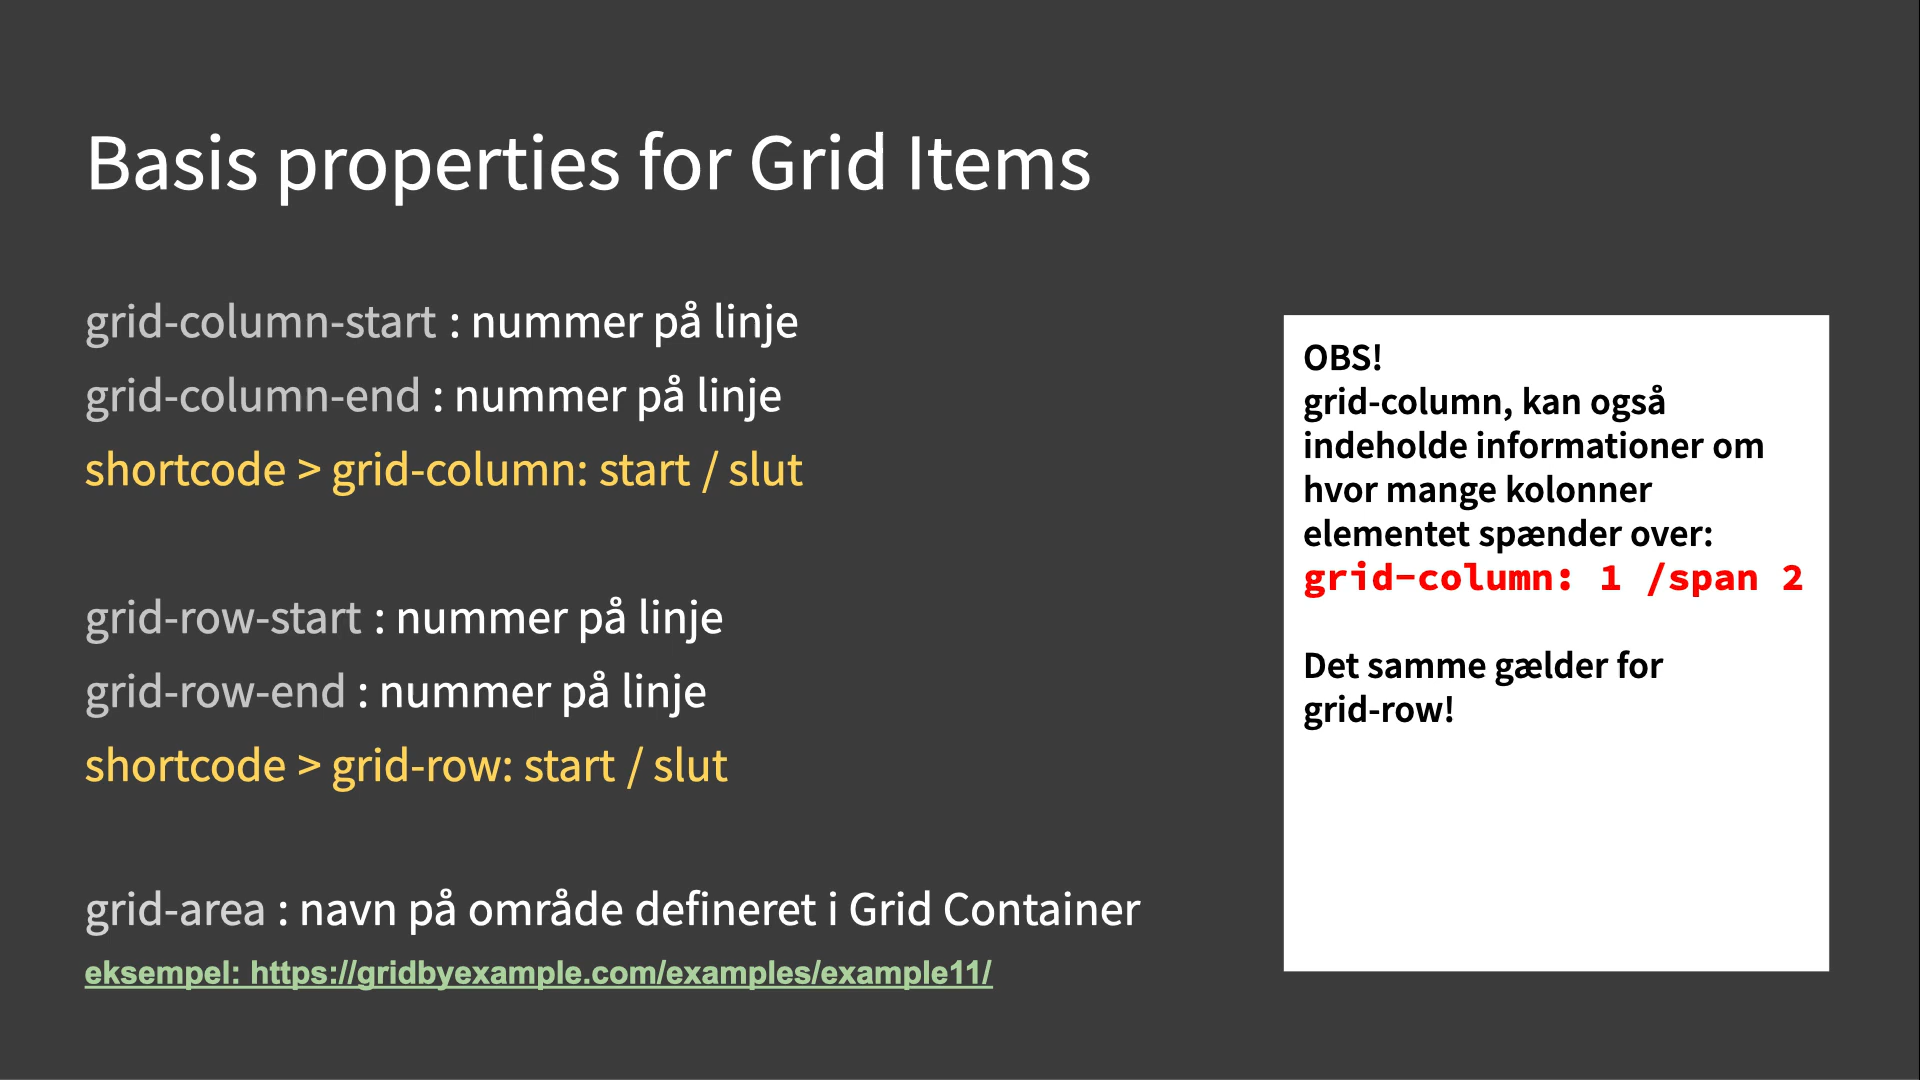 Basis properties for Grid Items
grid-column-start : nummer på linje
grid-column-end : nummer på linje
shortcode > grid-column: start / slut
grid-row-start : nummer på linje
grid-row-end : nummer på linje
shortcode > grid-row: start / slut
grid-area : navn på område defineret i Grid Container
eksempel: https://gridbyexample.com/examples/example11/
OBS!
grid-column, kan også
indeholde informationer om
hvor mange kolonner
elementet spænder over:
grid-column: 1 /span 2
Det samme gælder for
grid-row!